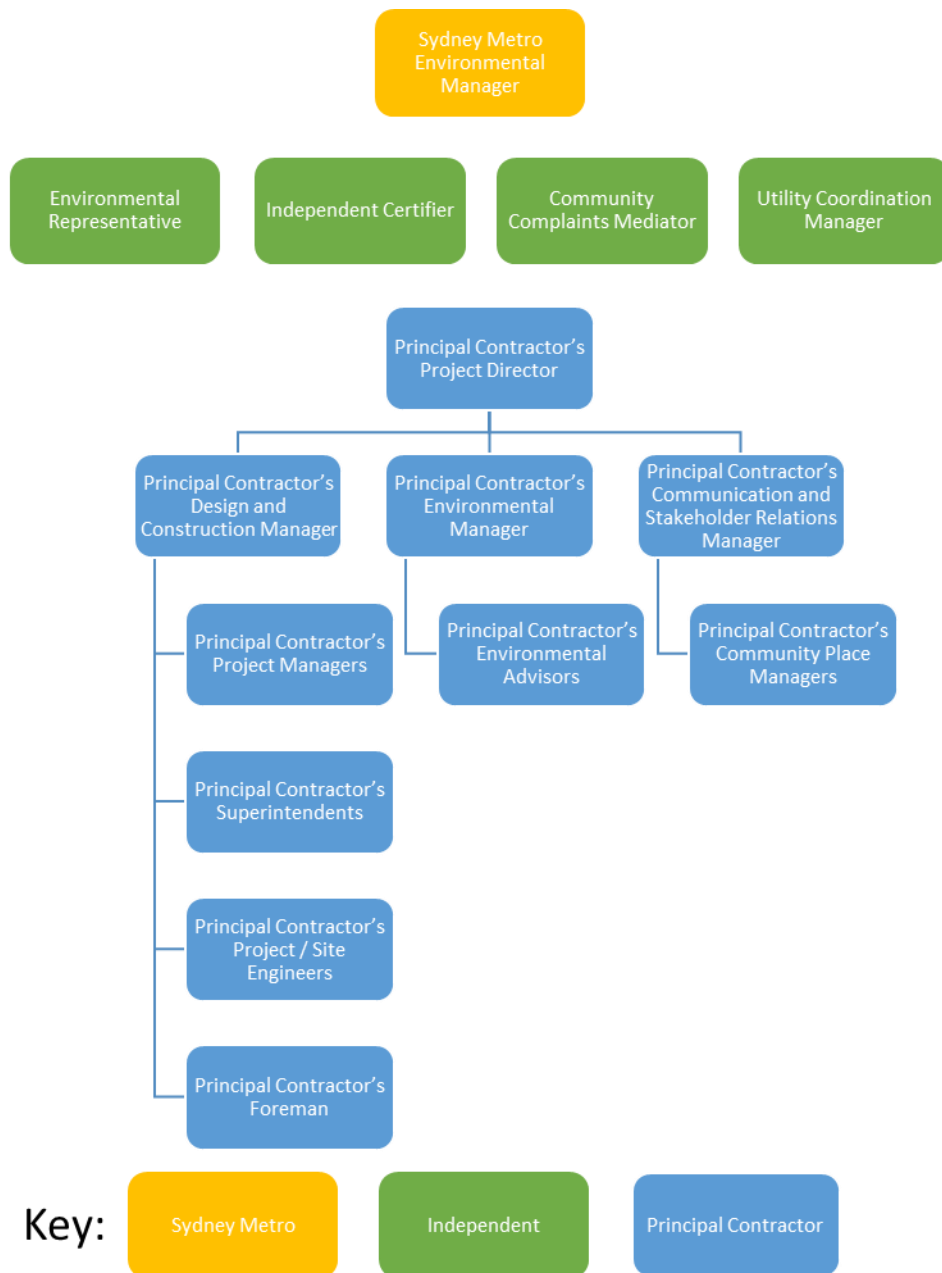 Sydney Metro
Environmental
Manager
Environmental
Representative
Independent Certifier
Community
Complaints Mediator
Utility Coordination
Manager
Principal Contractor’s
Project Director
Principal Contractor’s
Design and
Construction Manager
Principal Contractor’s
Environmental
Manager
Principal Contractor’s
Communication and
Stakeholder Relations
Manager
Principal Contractor’s
Project Managers
Principal Contractor’s
Environmental
Advisors
Principal Contractor’s
Community Place
Managers
Principal Contractor’s
Superintendents
Principal Contractor’s
Project / Site
Engineers
Principal Contractor’s
Foreman
Key:
Sydney Metro
Independent
Principal Contractor